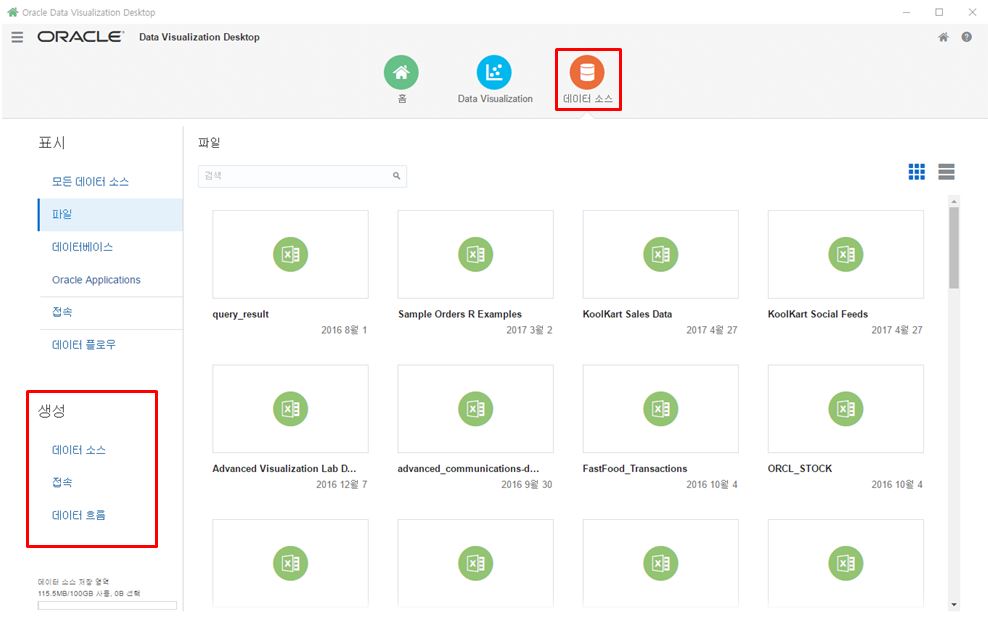 Oracle Data Visualization Desktop
ORACLE Data Visualization Desktop
홈
Data Visualization
데이터 소스
표시
모든 데이터 소스
파일
데이터베이스
Oracle Applications
접속
데이터 플로우
생성
데이터 소스
접속
데이터 흐름
데이터 소스 저장 영역
115.5MB/100GB 사용, 0B 선택
파일
검색
query_result
2016 8월 1
Sample Orders R Examples
2017 3월 2
KoolKart Sales Data
2017 4월 27
KoolKart Social Feeds
2017 4월 27
Advanced Visualization Lab D...
2016 12월 7
advanced_communications-d...
2016 9월 30
FastFood_Transactions
2016 10월 4
ORCL_STOCK
2016 10월 4